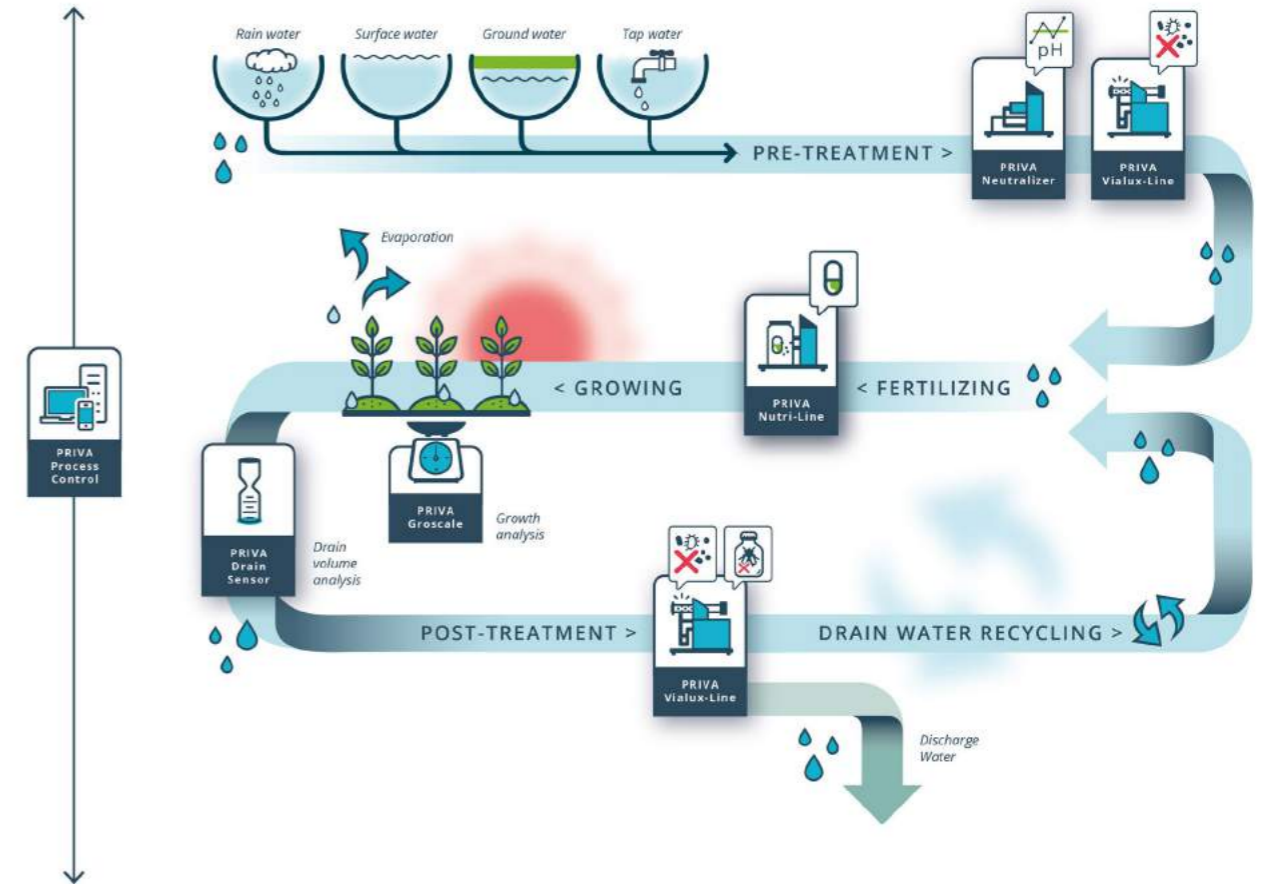 Rain water
Surface water
Ground water
Tap water
pH
PRE-TREATMENT >
PRIVA
Neutralizer
PRIVA
Vialux-Line
Evaporation
< GROWING
PRIVA
Nutri-Line
< FERTILIZING
PRIVA
Process
Control
PRIVA
Groscale
Growth
analysis
PRIVA
Drain
Sensor
Drain
volume
analysis
POST-TREATMENT >
PRIVA
Vialux-Line
DRAIN WATER RECYCLING >
Discharge
Water